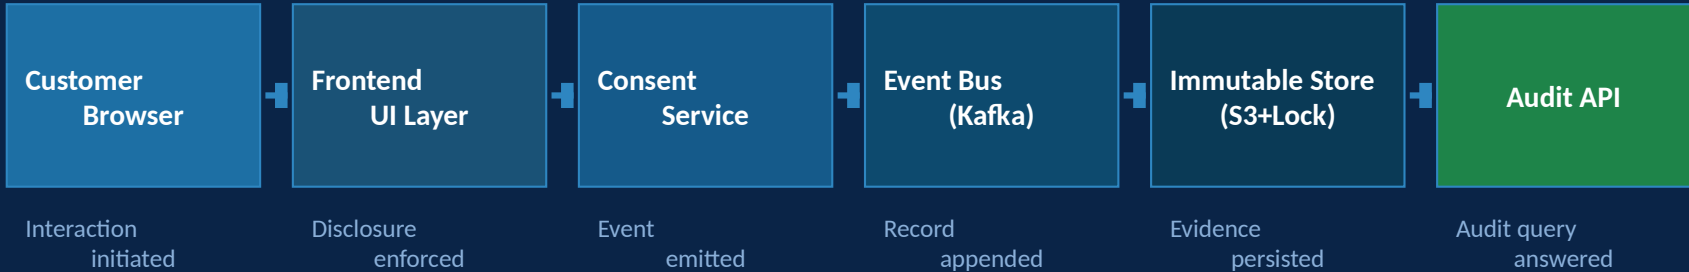 Customer
Browser
Frontend
UI Layer
Consent
Service
Event Bus
(Kafka)
Immutable Store
(S3+Lock)
Audit API
Interaction
initiated
Disclosure
enforced
Event
emitted
Record
appended
Evidence
persisted
Audit query
answered